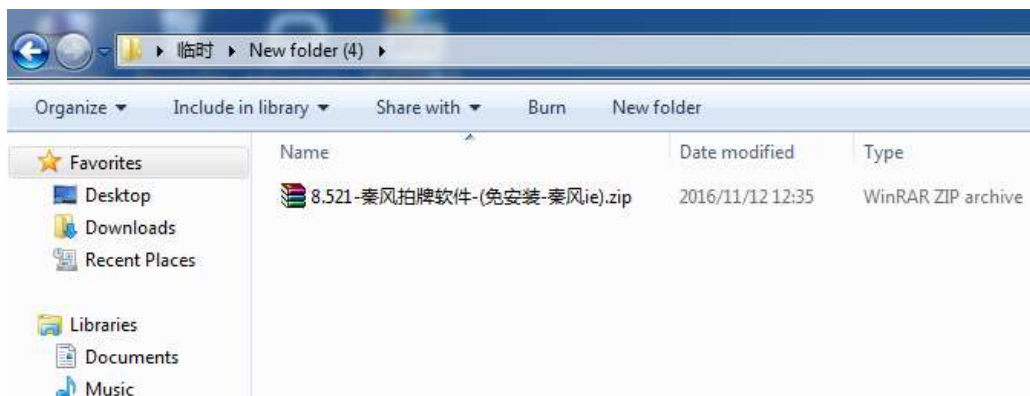 临时 New folder (4)
Organize Include in library Share with Burn New folder
Favorites
Desktop
Downloads
Recent Places
Libraries
Documents
Music
Name Date modified Type
8.521-秦风拍牌软件-(免安装-秦风ie).zip 2016/11/12 12:35 WinRAR ZIP archive